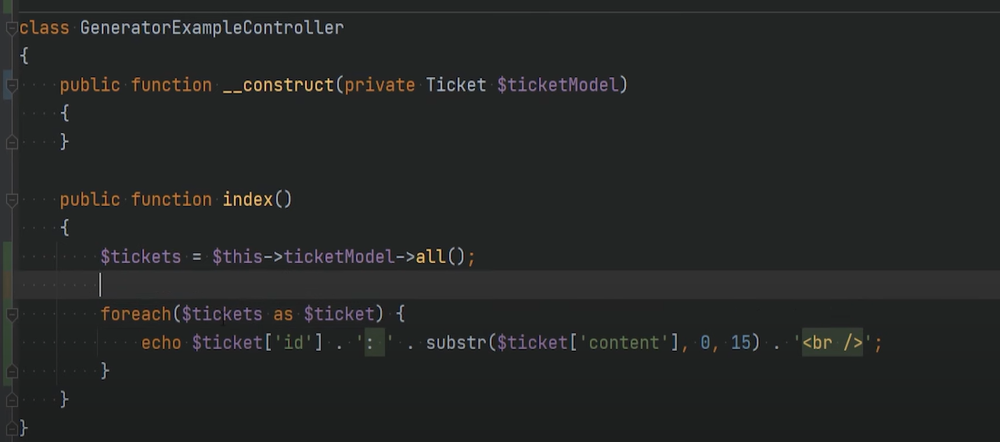 class GeneratorExampleController
{
    public function __construct(private Ticket $ticketModel)
    {
    }

    public function index()
    {
        $tickets = $this->ticketModel->all();

        foreach($tickets as $ticket) {
            echo $ticket['id'] . ': ' . substr($ticket['content'], 0, 15) . '<br />';
        }
    }
}